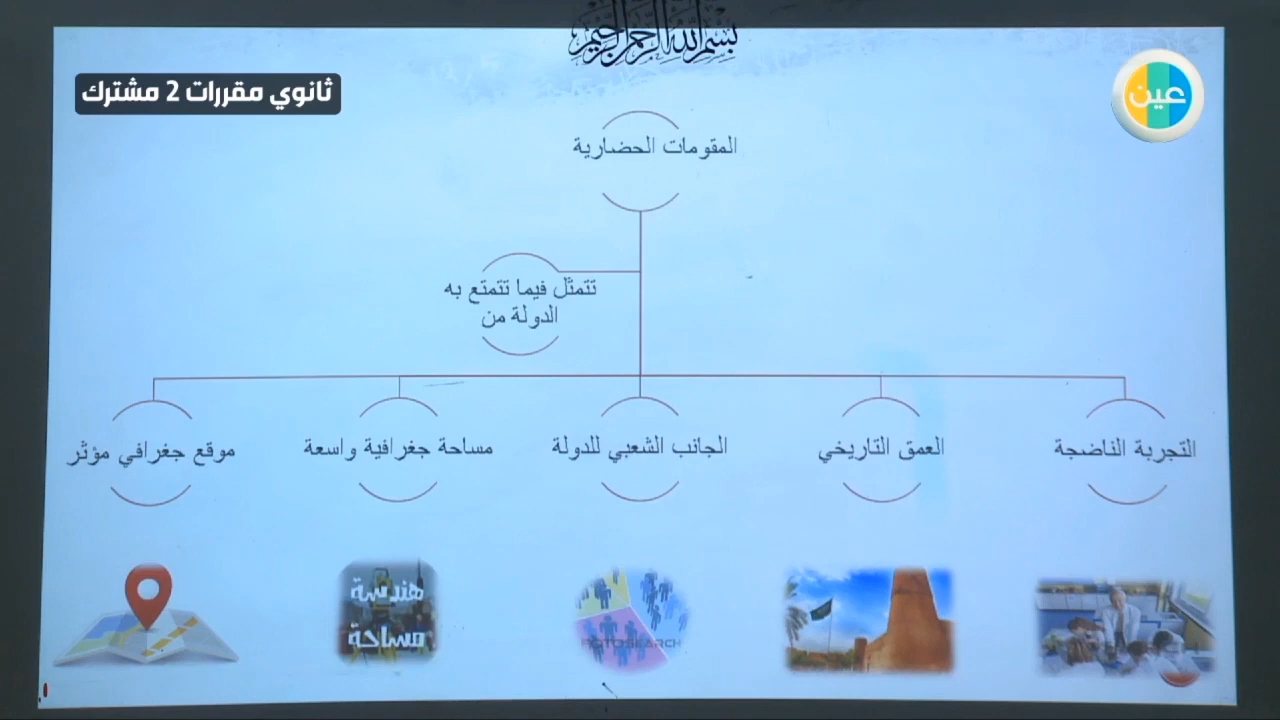 بسم الله الرحمن الرحيم
ثانوي مقررات 2 مشترك
عين
المقومات الحضارية
تتمثل فيما تتمتع به
الدولة من
التجربة الناضجة
العمق التاريخي
الجانب الشعبي للدولة
مساحة جغرافية واسعة
موقع جغرافي مؤثر
هندسة
مساحة
FOTOSEARCH